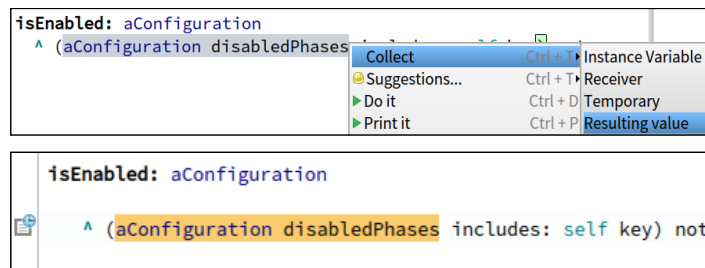 isEnabled: aConfiguration
^ (aConfiguration disabledPhases
Collect Ctrl + T Instance Variable
Suggestions... Ctrl + T Receiver
Do it Ctrl + D Temporary
Print it Ctrl + P Resulting value
isEnabled: aConfiguration
^ (aConfiguration disabledPhases includes: self key) not